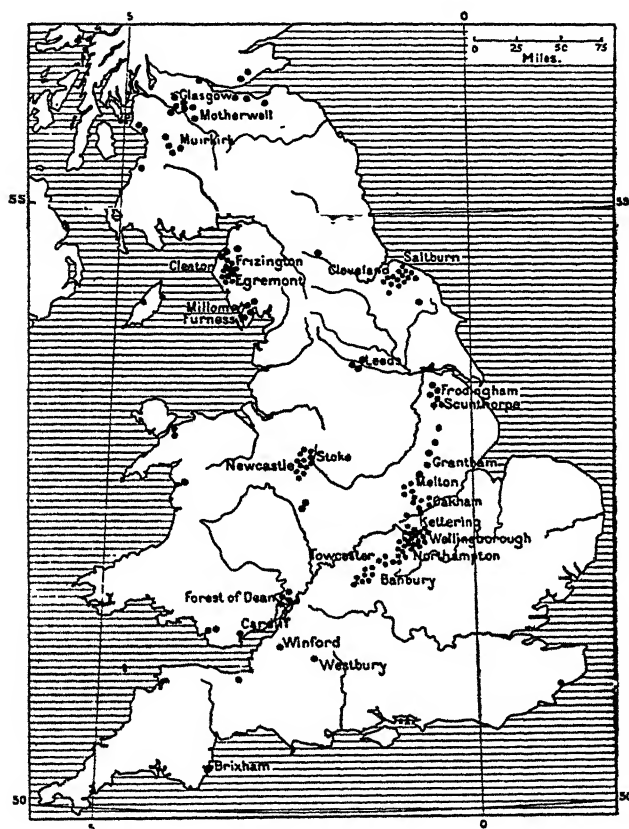 5
0
0 25 50 75
Miles.
Glasgow
Motherwell
Muirkirk
55
55
Frizington
Cleator
Egremont
Saltburn
Cleveland
Millom
Furness
Leeds
Frodingham
Scunthorpe
Stoke
Newcastle
Grantham
Melton
Oakham
Kettering
Wellingborough
Towcester
Northampton
Banbury
Forest of Dean
Cardiff
Winford
Westbury
Brixham
50
50
5
0